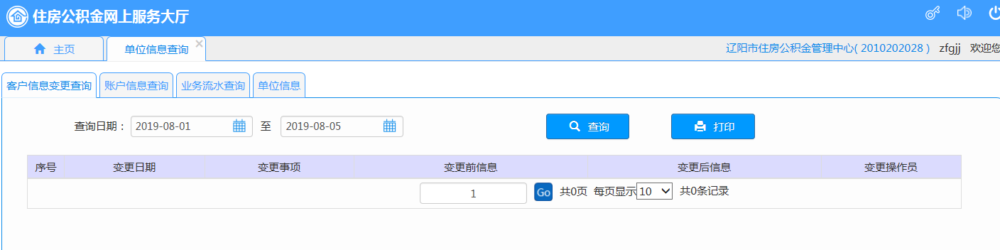 住房公积金网上服务大厅
主页 单位信息查询 辽阳市住房公积金管理中心( 2010202028 ) zfgjj 欢迎您
客户信息变更查询 账户信息查询 业务流水查询 单位信息
查询日期： 2019-08-01 至 2019-08-05 查询 打印
序号 变更日期 变更事项 变更前信息 变更后信息 变更操作员
1 Go 共0页 每页显示 10 共0条记录